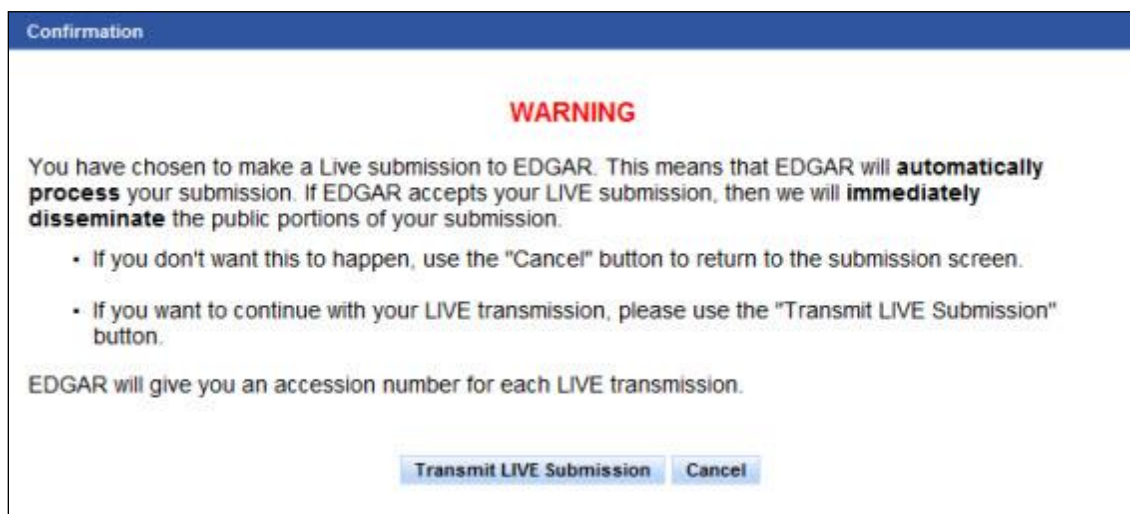 Confirmation
WARNING
You have chosen to make a Live submission to EDGAR. This means that EDGAR will automatically
process your submission. If EDGAR accepts your LIVE submission, then we will immediately
disseminate the public portions of your submission.
• If you don't want this to happen, use the "Cancel" button to return to the submission screen.
• If you want to continue with your LIVE transmission, please use the "Transmit LIVE Submission"
button.
EDGAR will give you an accession number for each LIVE transmission.
Transmit LIVE Submission Cancel